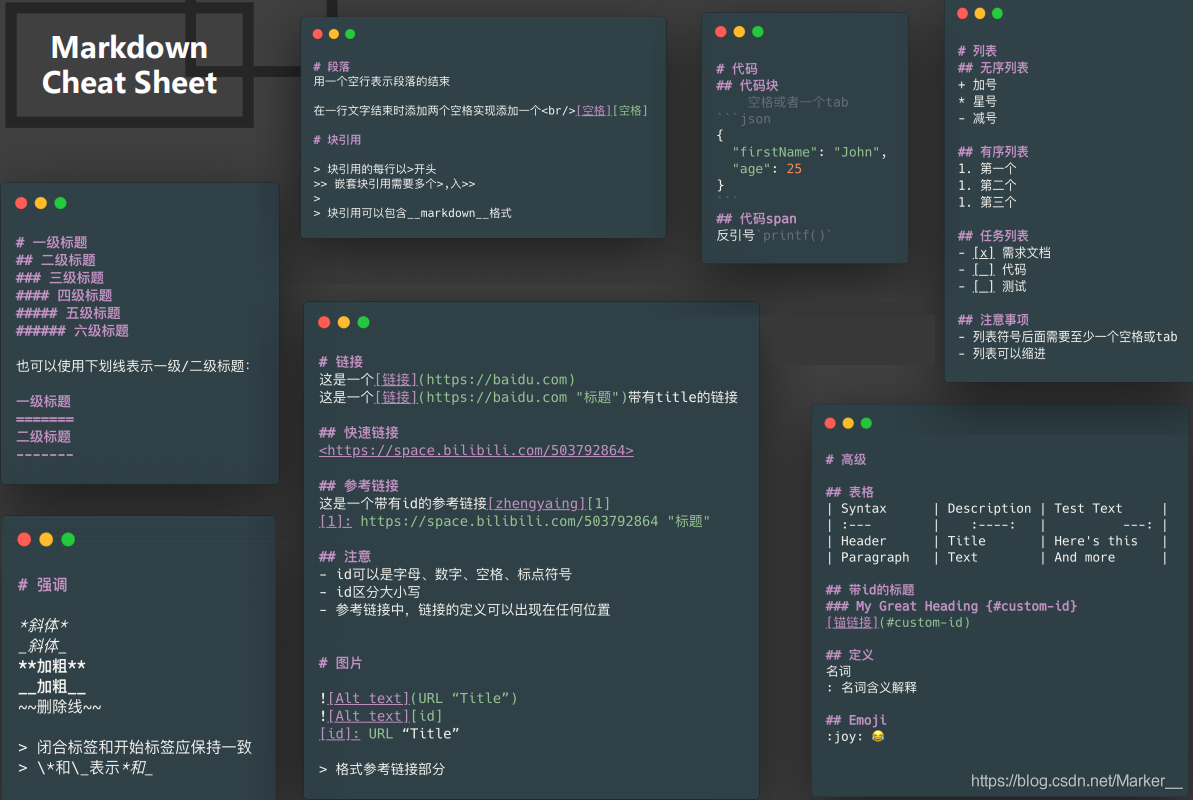 Markdown
Cheat Sheet
# 段落
用一个空行表示段落的结束
在一行文字结束时添加两个空格实现添加一个<br/>[空格][空格]
# 块引用
> 块引用的每行以>开头
>> 嵌套块引用需要多个>,入>>
>
> 块引用可以包含__markdown__格式
# 代码
## 代码块
空格或者一个tab
```json
{
"firstName": "John",
"age": 25
}
```
## 代码span
反引号`printf()`
# 列表
## 无序列表
+ 加号
* 星号
- 减号
## 有序列表
1. 第一个
1. 第二个
1. 第三个
## 任务列表
- [x] 需求文档
- [_] 代码
- [_] 测试
## 注意事项
- 列表符号后面需要至少一个空格或tab
- 列表可以缩进
# 一级标题
## 二级标题
### 三级标题
#### 四级标题
##### 五级标题
###### 六级标题
也可以使用下划线表示一级/二级标题:
一级标题
=======
二级标题
-------
# 强调
*斜体*
_斜体_
**加粗**
__加粗__
~~删除线~~
> 闭合标签和开始标签应保持一致
> \*和\_表示*和_
# 链接
这是一个[链接](https://baidu.com)
这是一个[链接](https://baidu.com "标题")带有title的链接
## 快速链接
<https://space.bilibili.com/503792864>
## 参考链接
这是一个带有id的参考链接[zhengyaing][1]
[1]: https://space.bilibili.com/503792864 "标题"
## 注意
- id可以是字母、数字、空格、标点符号
- id区分大小写
- 参考链接中，链接的定义可以出现在任何位置
# 图片
![Alt text](URL “Title”)
![Alt text][id]
[id]: URL “Title”
> 格式参考链接部分
# 高级
## 表格
| Syntax | Description | Test Text |
| :--- | :----: | ---: |
| Header | Title | Here's this |
| Paragraph | Text | And more |
## 带id的标题
### My Great Heading {#custom-id}
[锚链接](#custom-id)
## 定义
名词
: 名词含义解释
## Emoji
:joy: 😂
https://blog.csdn.net/Marker__